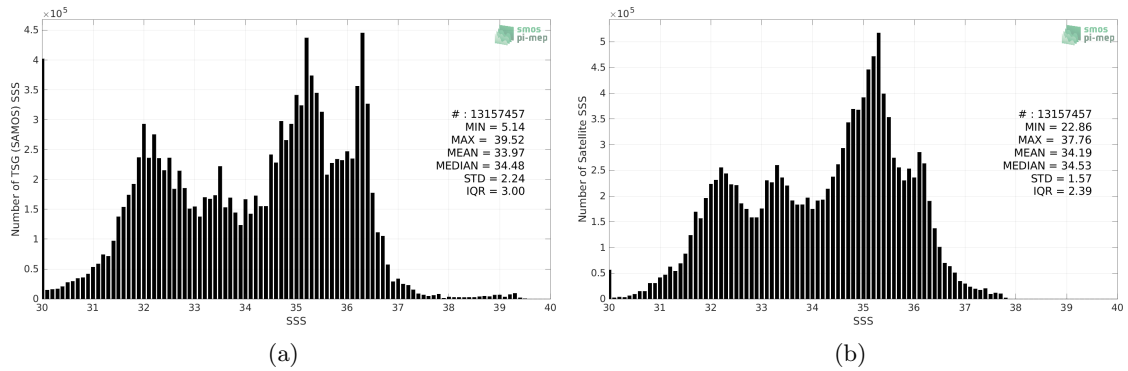 ×10⁵
4.5
4
3.5
3
2.5
2
1.5
1
0.5
0
Number of TSG (SAMOS) SSS
30 31 32 33 34 35 36 37 38 39 40
SSS
smos
pi-mep
# : 13157457
MIN = 5.14
MAX = 39.52
MEAN = 33.97
MEDIAN = 34.48
STD = 2.24
IQR = 3.00
(a)
×10⁵
5
4.5
4
3.5
3
2.5
2
1.5
1
0.5
0
Number of Satellite SSS
30 31 32 33 34 35 36 37 38 39 40
SSS
smos
pi-mep
# : 13157457
MIN = 22.86
MAX = 37.76
MEAN = 34.19
MEDIAN = 34.53
STD = 1.57
IQR = 2.39
(b)